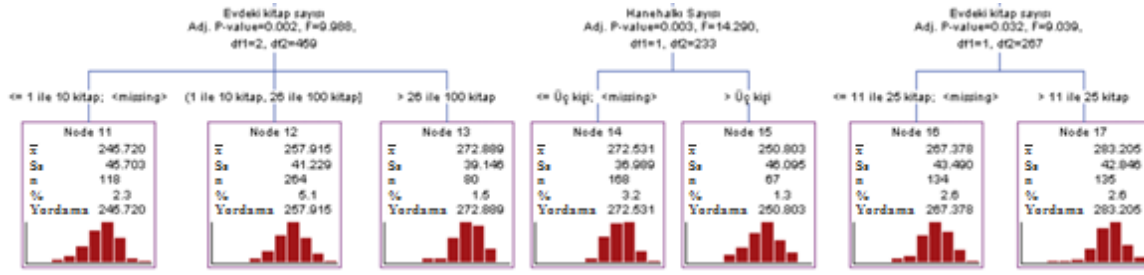 Evdeki kitap sayısı
Adj. P-value=0.002, F=9.988,
df1=2, df2=459
<= 1 ile 10 kitap; <missing>
(1 ile 10 kitap, 26 ile 100 kitap]
> 26 ile 100 kitap
Node 11
x̄ 246.720
Ss 45.703
n 118
% 2.3
Yordama 246.720
Node 12
x̄ 257.915
Ss 41.229
n 264
% 5.1
Yordama 257.915
Node 13
x̄ 272.889
Ss 39.146
n 80
% 1.5
Yordama 272.889
Hanehalkı Sayısı
Adj. P-value=0.003, F=14.290,
df1=1, df2=233
<= Üç kişi; <missing>
> Üç kişi
Node 14
x̄ 272.531
Ss 36.989
n 168
% 3.2
Yordama 272.531
Node 15
x̄ 250.803
Ss 46.095
n 67
% 1.3
Yordama 250.803
Evdeki kitap sayısı
Adj. P-value=0.032, F=9.039,
df1=1, df2=267
<= 11 ile 25 kitap; <missing>
> 11 ile 25 kitap
Node 16
x̄ 267.378
Ss 43.490
n 134
% 2.6
Yordama 267.378
Node 17
x̄ 283.205
Ss 42.846
n 135
% 2.6
Yordama 283.205